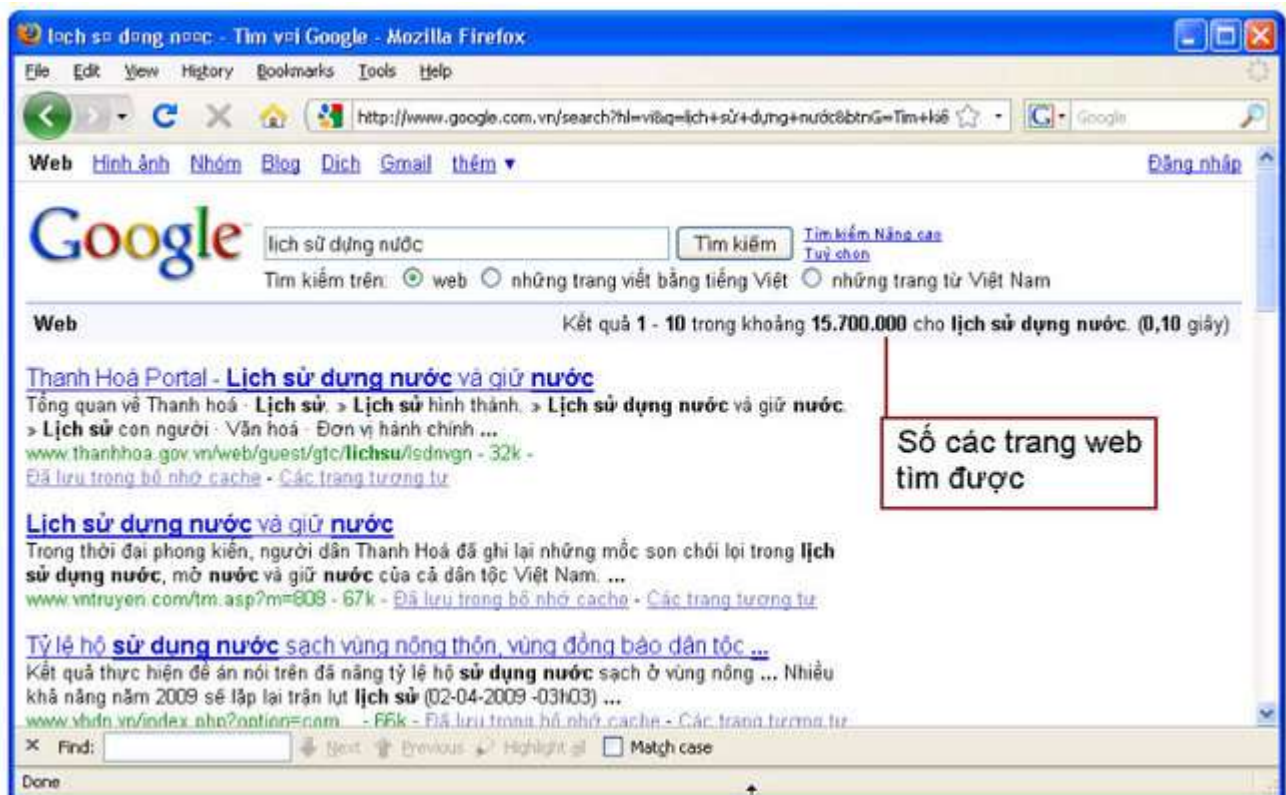 lịch sử dựng nước - Tìm với Google - Mozilla Firefox
File Edit View History Bookmarks Tools Help
http://www.google.com.vn/search?hl=vi&q=lịch+sử+dựng+nước&btnG=Tìm+kiế Google
Web Hình ảnh Nhóm Blog Dịch Gmail thêm ▼ Đăng nhập
Google lịch sử dựng nước Tìm kiếm Tìm kiếm Nâng cao
Tuỳ chọn
Tìm kiếm trên: web những trang viết bằng tiếng Việt những trang từ Việt Nam
Web Kết quả 1 - 10 trong khoảng 15.700.000 cho lịch sử dựng nước. (0,10 giây)
Thanh Hoá Portal - Lịch sử dựng nước và giữ nước
Tổng quan về Thanh hoá · Lịch sử. » Lịch sử hình thành. » Lịch sử dựng nước và giữ nước.
» Lịch sử con người · Văn hoá · Đơn vị hành chính ...
www.thanhhoa.gov.vn/web/guest/gtc/lichsu/lsdnvgn - 32k -
Đã lưu trong bộ nhớ cache - Các trang tương tự
Số các trang web
tìm được
Lịch sử dựng nước và giữ nước
Trong thời đại phong kiến, người dân Thanh Hoá đã ghi lại những mốc son chói lọi trong lịch
sử dựng nước, mở nước và giữ nước của cả dân tộc Việt Nam. ...
www.vntruyen.com/tm.asp?m=808 - 67k - Đã lưu trong bộ nhớ cache - Các trang tương tự
Tỷ lệ hộ sử dụng nước sạch vùng nông thôn, vùng đồng bào dân tộc ...
Kết quả thực hiện đề án nói trên đã nâng tỷ lệ hộ sử dụng nước sạch ở vùng nông ... Nhiều
khả năng năm 2009 sẽ lặp lại trận lụt lịch sử (02-04-2009 -03h03) ...
www.vbdn.vn/index.php?option=com... - 66k - Đã lưu trong bộ nhớ cache - Các trang tương tự
Find: Next Previous Highlight all Match case
Done